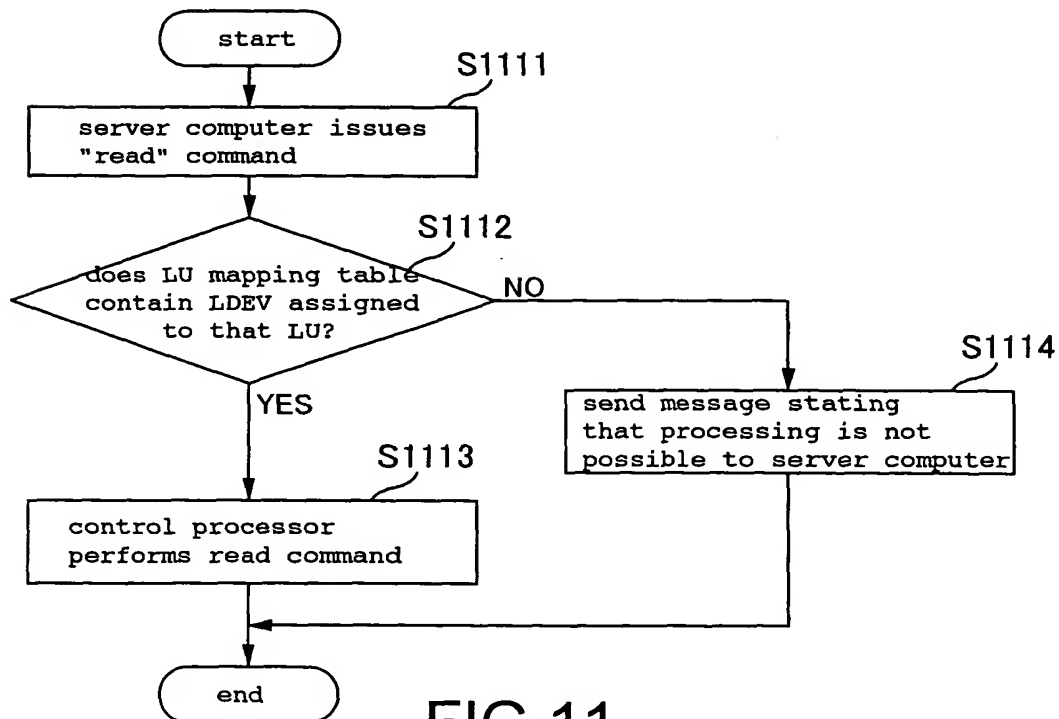 start
S1111
server computer issues
"read" command
S1112
does LU mapping table
contain LDEV assigned
to that LU?
NO
YES
S1114
send message stating
that processing is not
possible to server computer
S1113
control processor
performs read command
end
FIG.11